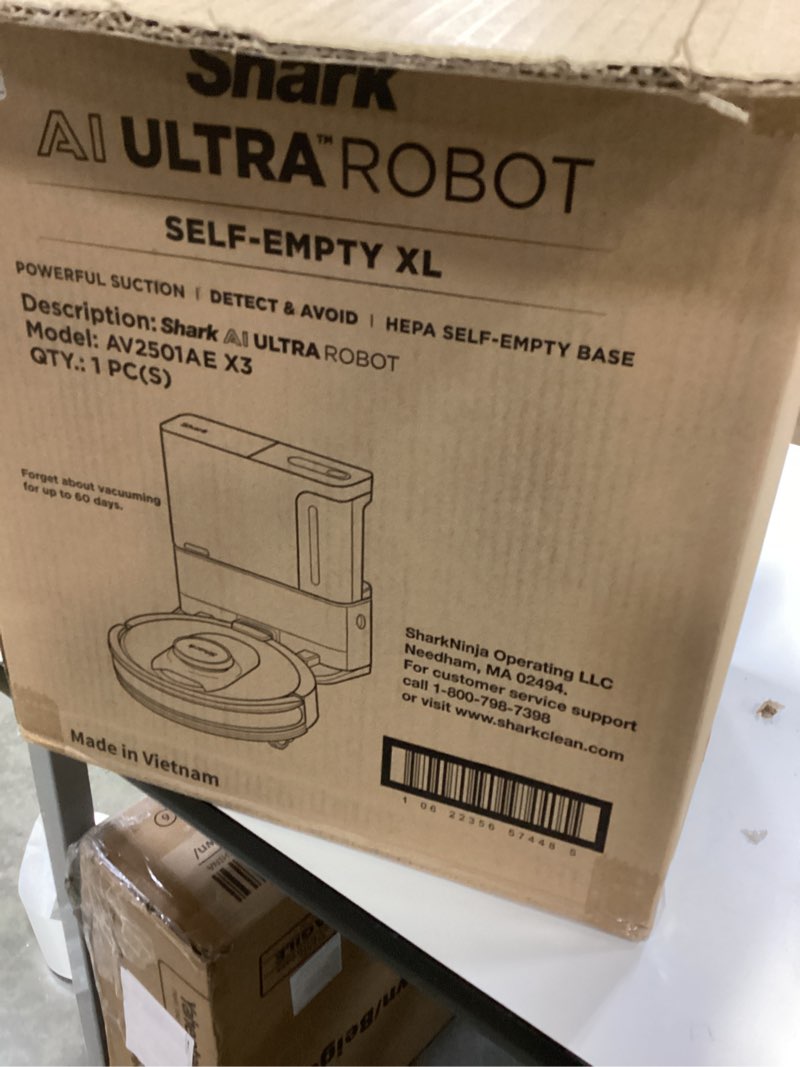 Shark
AI ULTRA™ ROBOT
SELF-EMPTY XL
POWERFUL SUCTION | DETECT & AVOID | HEPA SELF-EMPTY BASE
Description: Shark AI ULTRA ROBOT
Model: AV2501AE X3
QTY.: 1 PC(S)
Shark
Forget about vacuuming
for up to 60 days.
SharkNinja Operating LLC
Needham, MA 02494.
For customer service support
call 1-800-798-7398
or visit www.sharkclean.com
Made in Vietnam
1 06 22356 57448 5